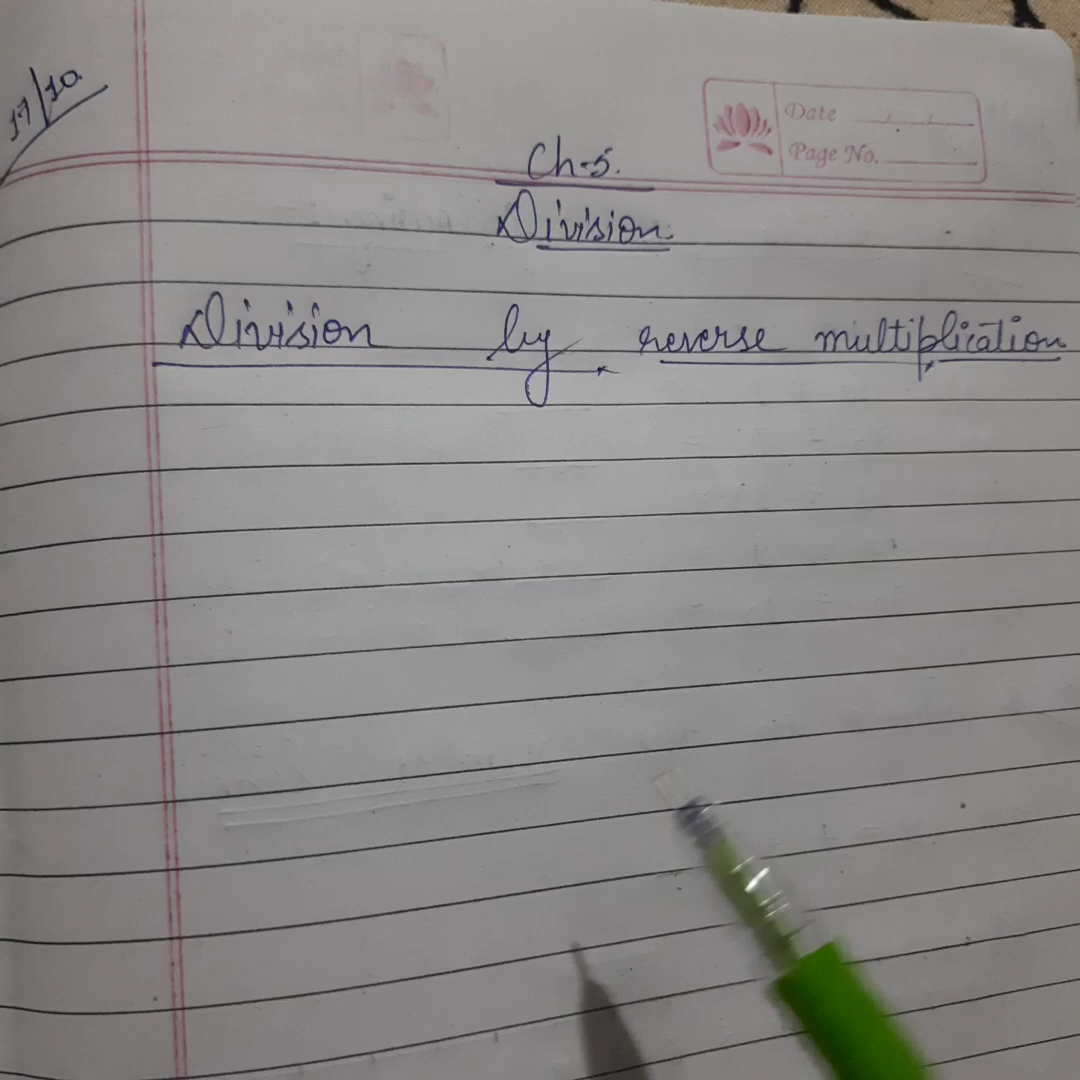 17/10
Date
Page No.
Ch-5.
Division
Division by reverse multiplication